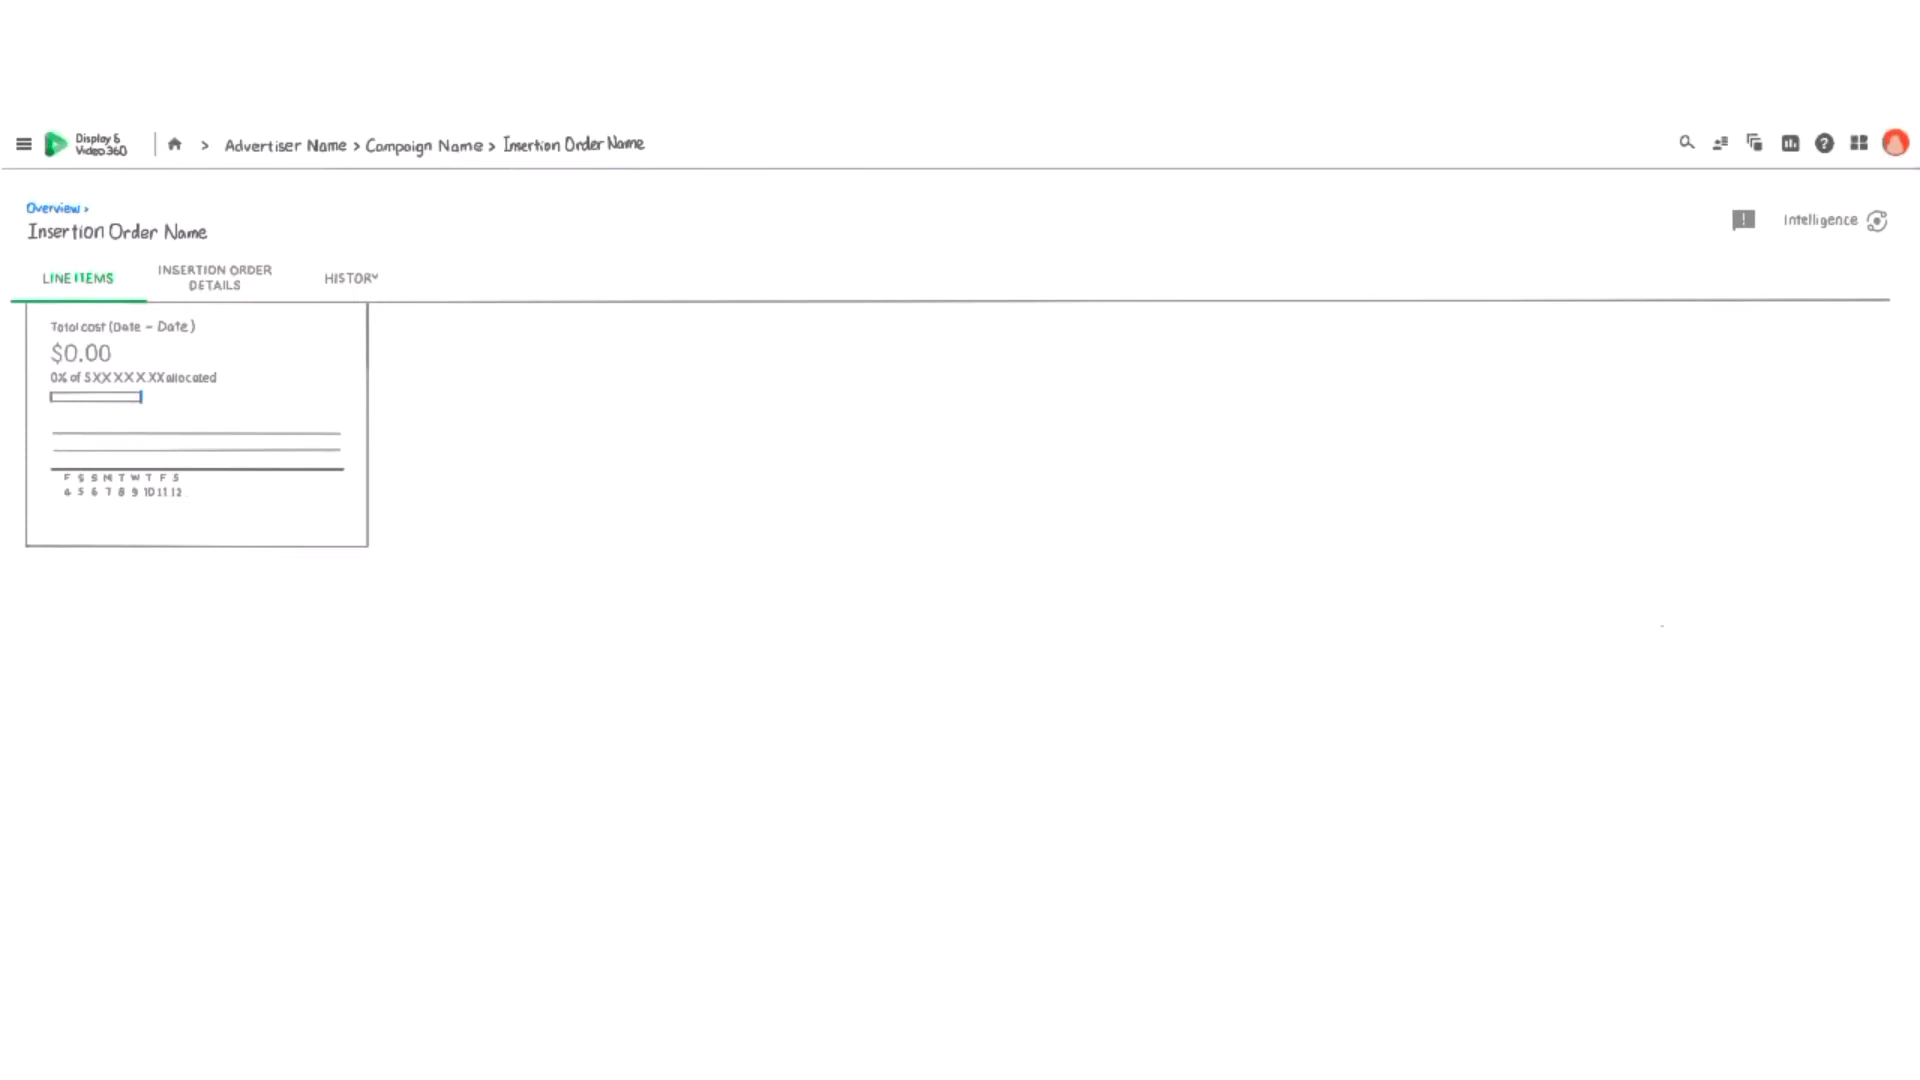 Display &
Video 360
> Advertiser Name > Campaign Name > Insertion Order Name
Overview >
Insertion Order Name
Intelligence
LINE ITEMS
INSERTION ORDER
DETAILS
HISTORY
Total cost (Date - Date)
$0.00
0% of $XXXXX.XX allocated
F S S M T W T F S
4 5 6 7 8 9 10 11 12